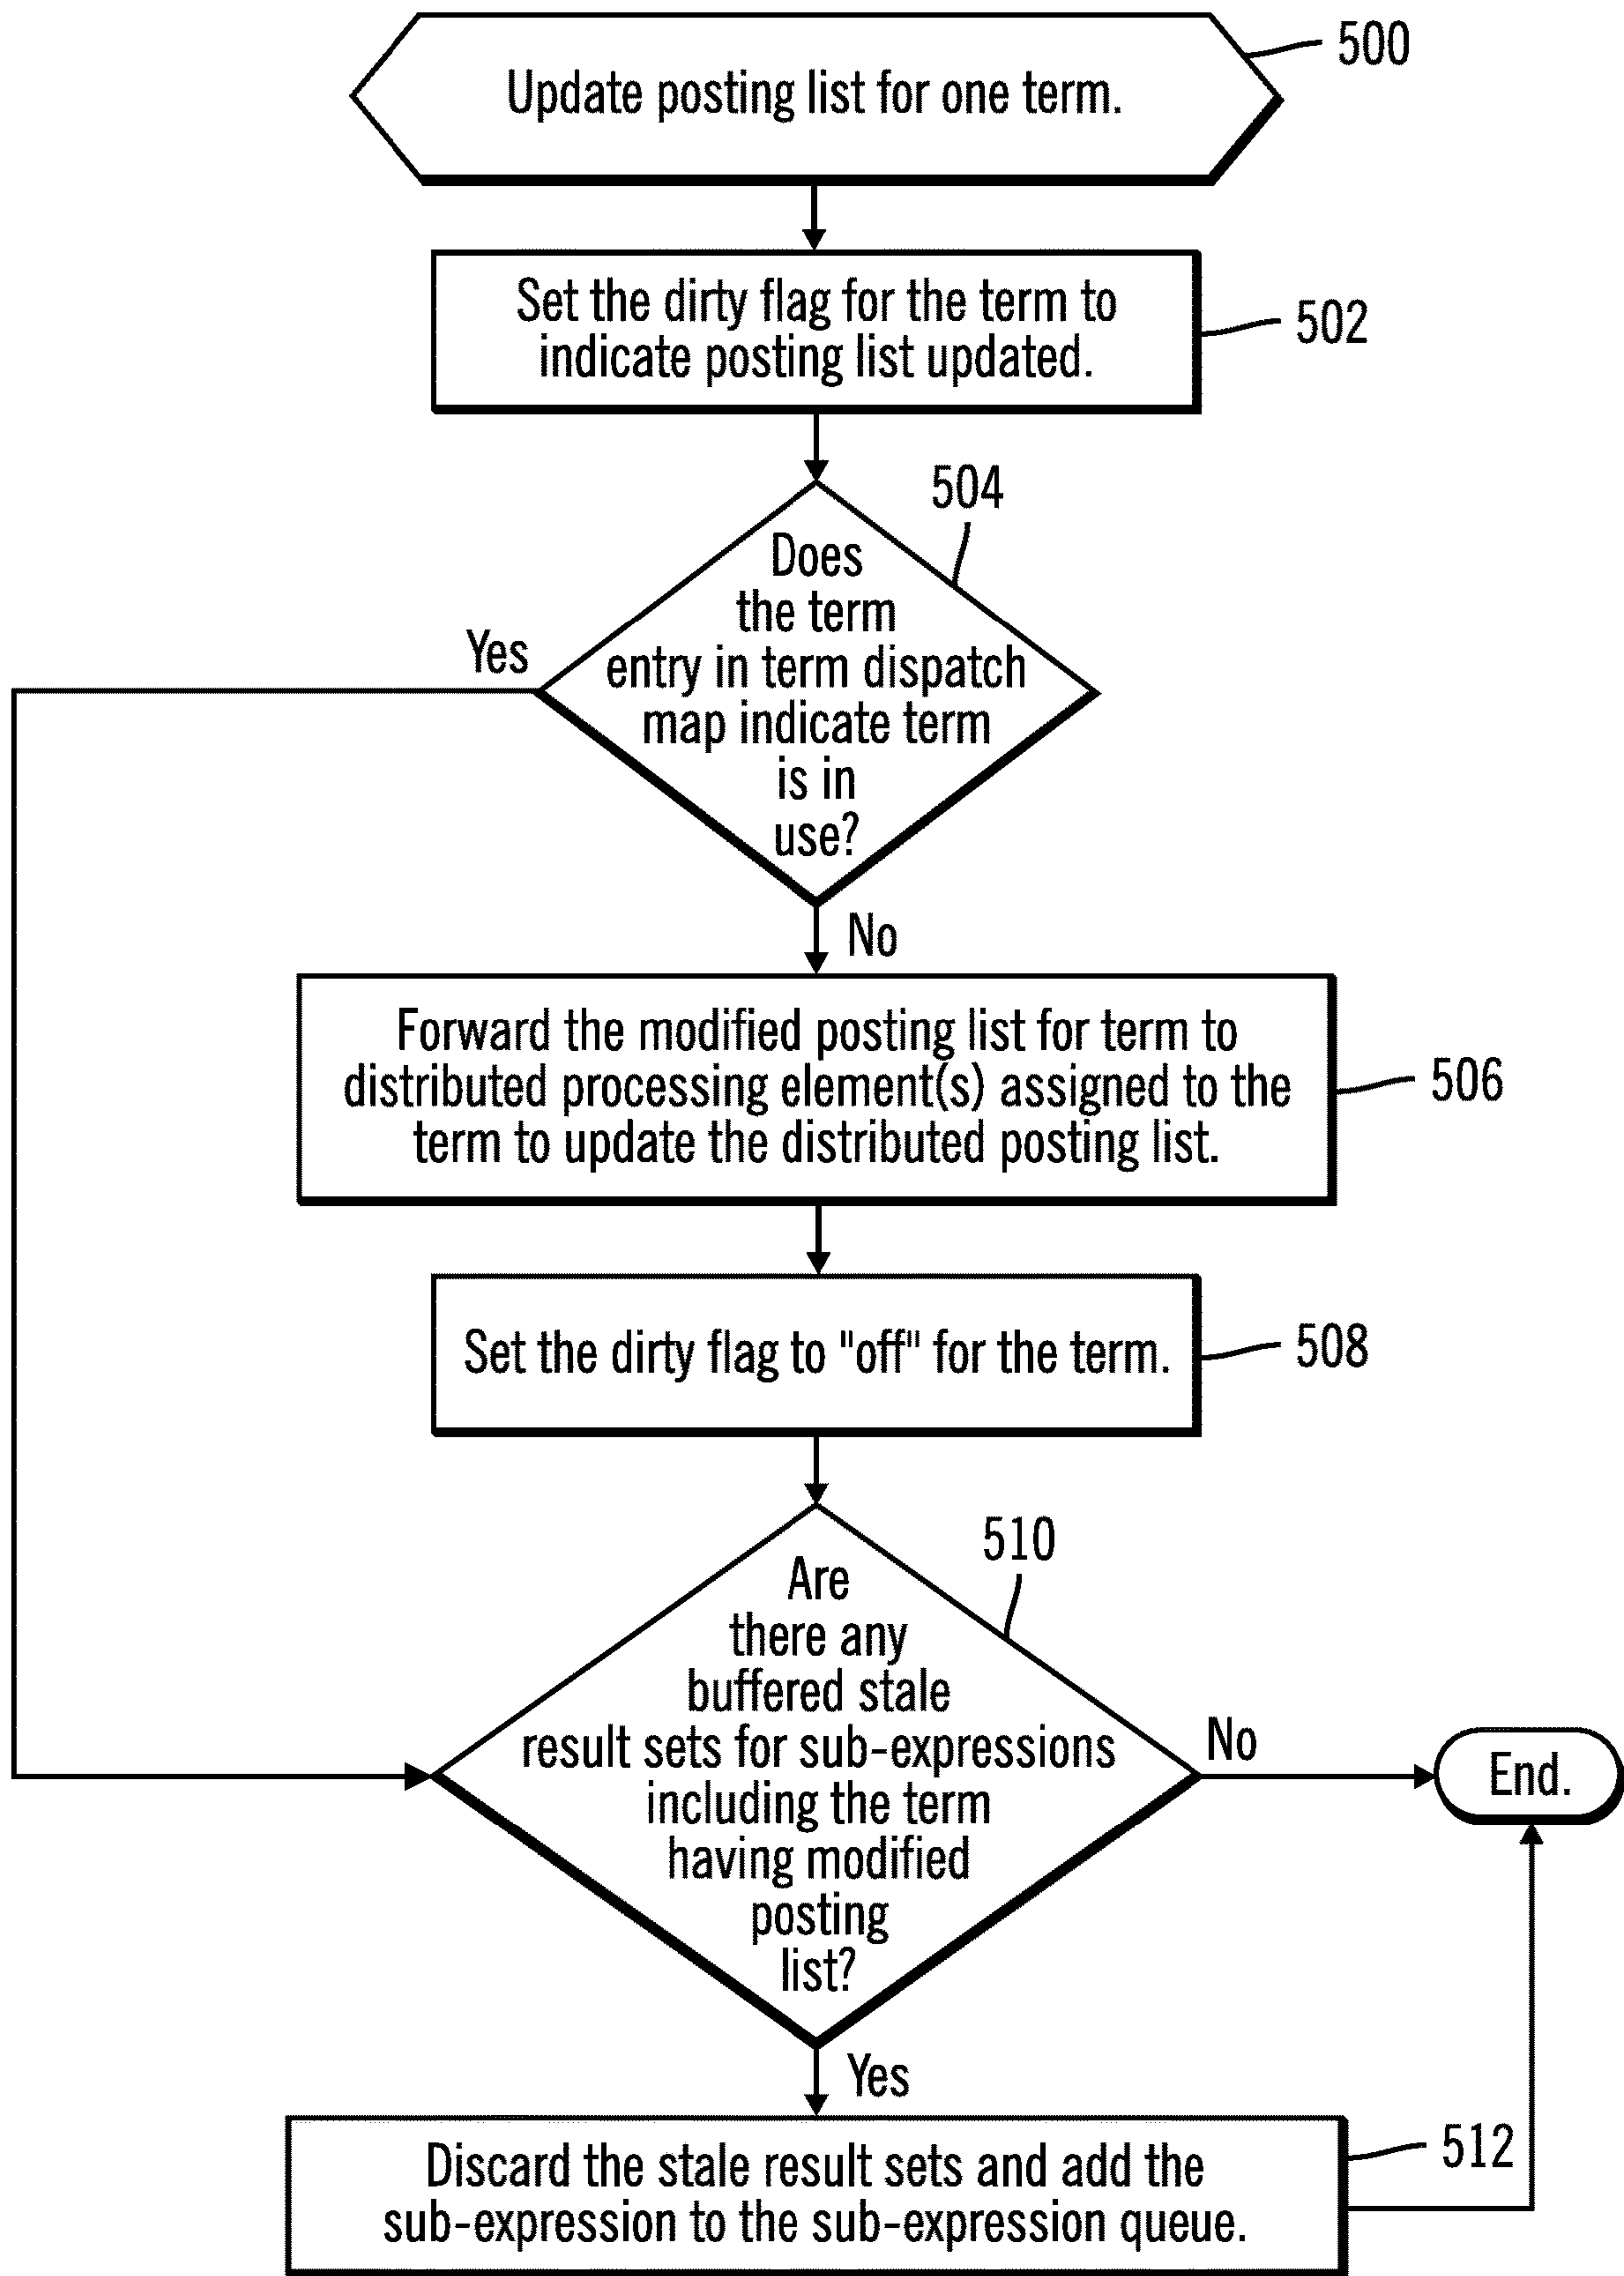 Update posting list for one term.
500
Set the dirty flag for the term to
indicate posting list updated.
502
504
Does
the term
entry in term dispatch
map indicate term
is in
use?
Yes
No
Forward the modified posting list for term to
distributed processing element(s) assigned to the
term to update the distributed posting list.
506
Set the dirty flag to "off" for the term.
508
510
Are
there any
buffered stale
result sets for sub-expressions
including the term
having modified
posting
list?
No
End.
Yes
Discard the stale result sets and add the
sub-expression to the sub-expression queue.
512